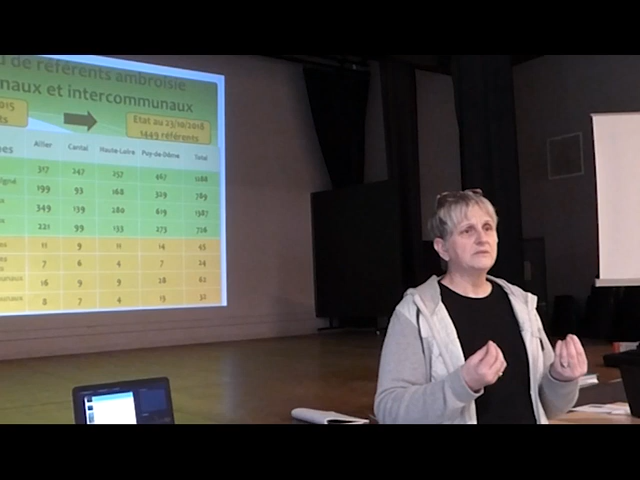 u de référents ambroisie
naux et intercommunaux
2015
Etat au 23/10/2018
1449 référents
Allier Cantal Haute-Loire Puy-de-Dôme Total
317 247 257 467 1288
199 93 168 329 789
349 139 280 619 1387
221 99 133 273 726
11 9 11 14 45
7 6 4 7 24
16 9 9 28 62
8 7 4 13 32